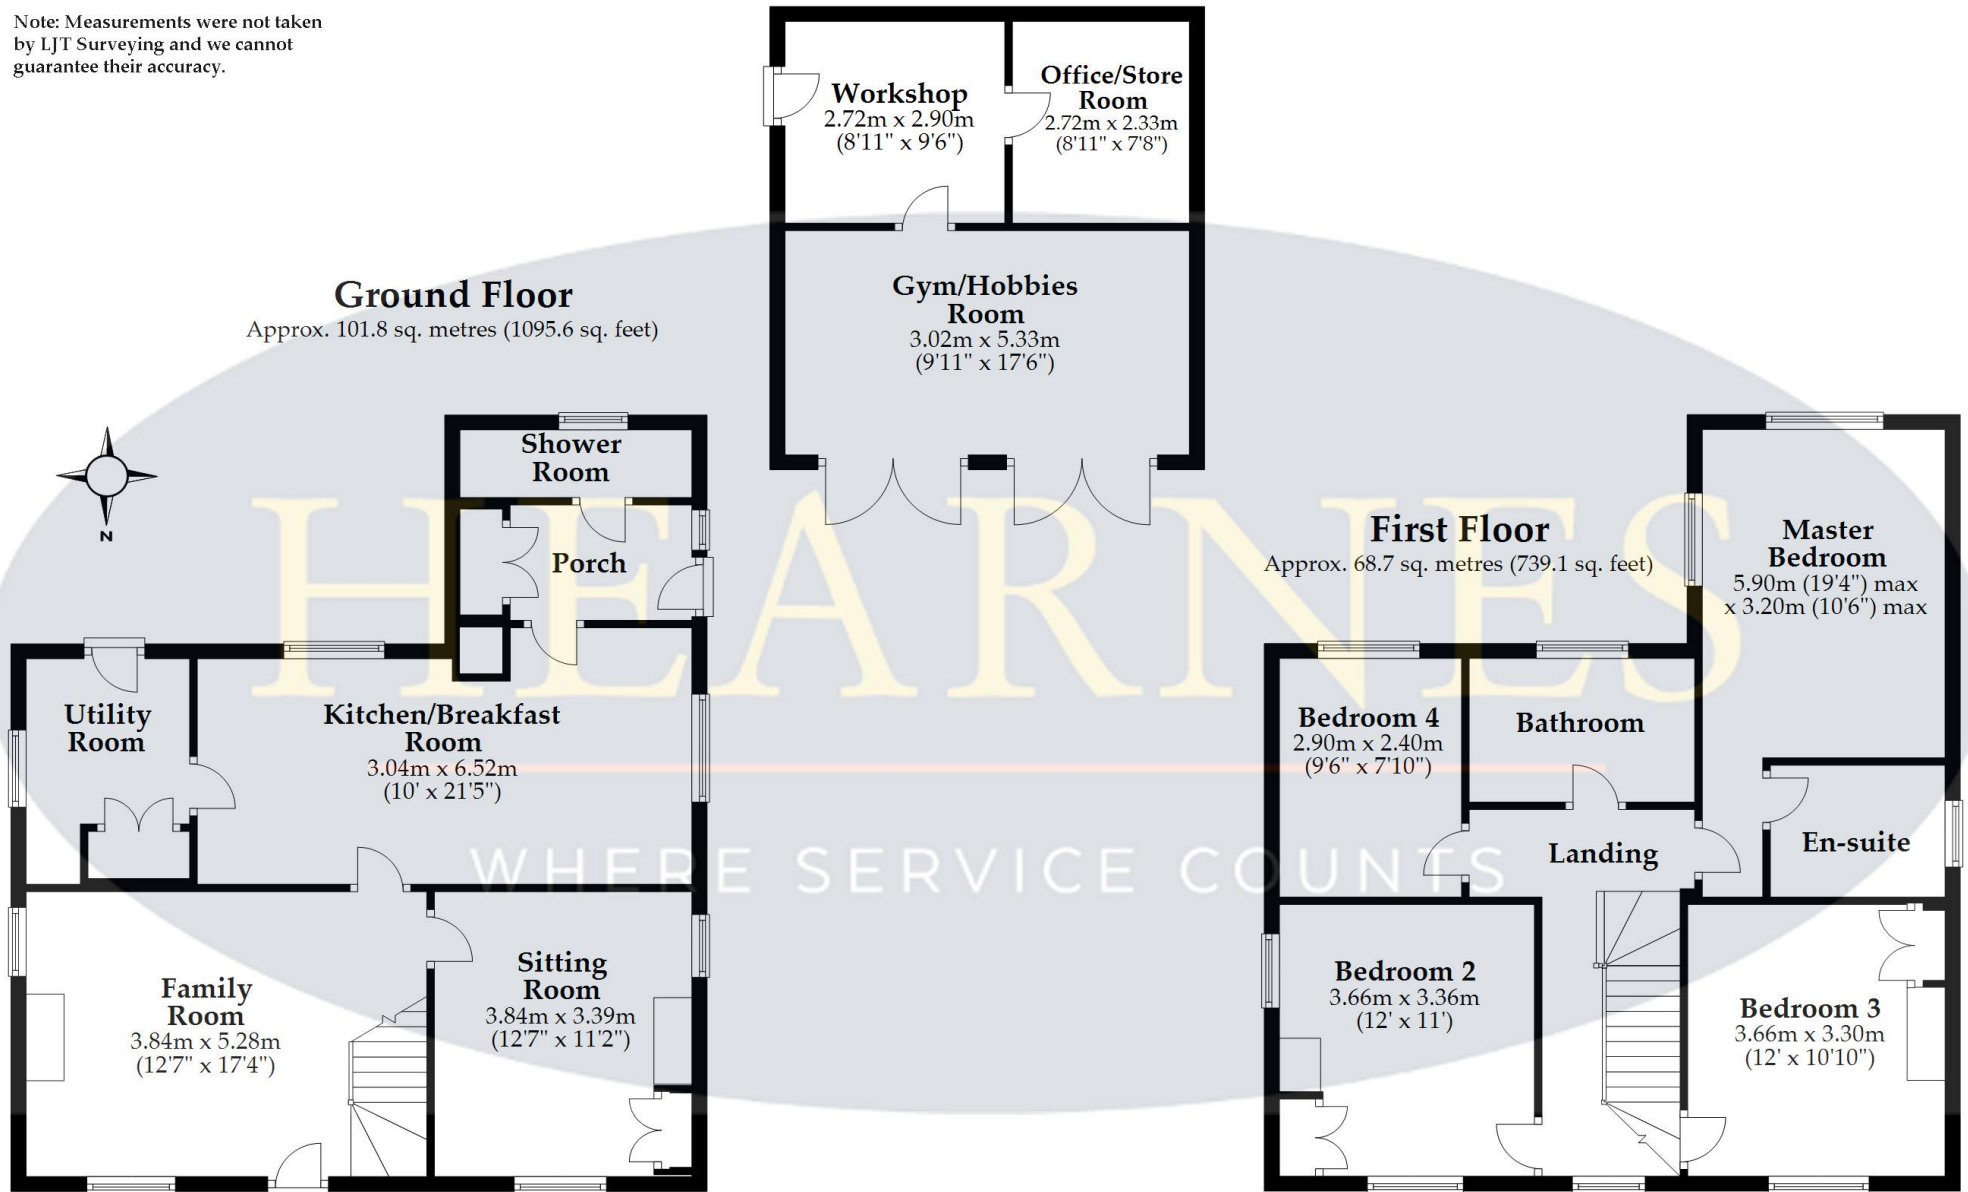 Note: Measurements were not taken
by LJT Surveying and we cannot
guarantee their accuracy.
Workshop
2.72m x 2.90m
(8'11" x 9'6")
Office/Store
Room
2.72m x 2.33m
(8'11" x 7'8")
Gym/Hobbies
Room
3.02m x 5.33m
(9'11" x 17'6")
Ground Floor
Approx. 101.8 sq. metres (1095.6 sq. feet)
N
Shower
Room
Porch
Utility
Room
Kitchen/Breakfast
Room
3.04m x 6.52m
(10' x 21'5")
Family
Room
3.84m x 5.28m
(12'7" x 17'4")
Sitting
Room
3.84m x 3.39m
(12'7" x 11'2")
First Floor
Approx. 68.7 sq. metres (739.1 sq. feet)
Master
Bedroom
5.90m (19'4") max
x 3.20m (10'6") max
Bedroom 4
2.90m x 2.40m
(9'6" x 7'10")
Bathroom
Landing
En-suite
Bedroom 2
3.66m x 3.36m
(12' x 11')
Bedroom 3
3.66m x 3.30m
(12' x 10'10")
HEARNES
WHERE SERVICE COUNTS